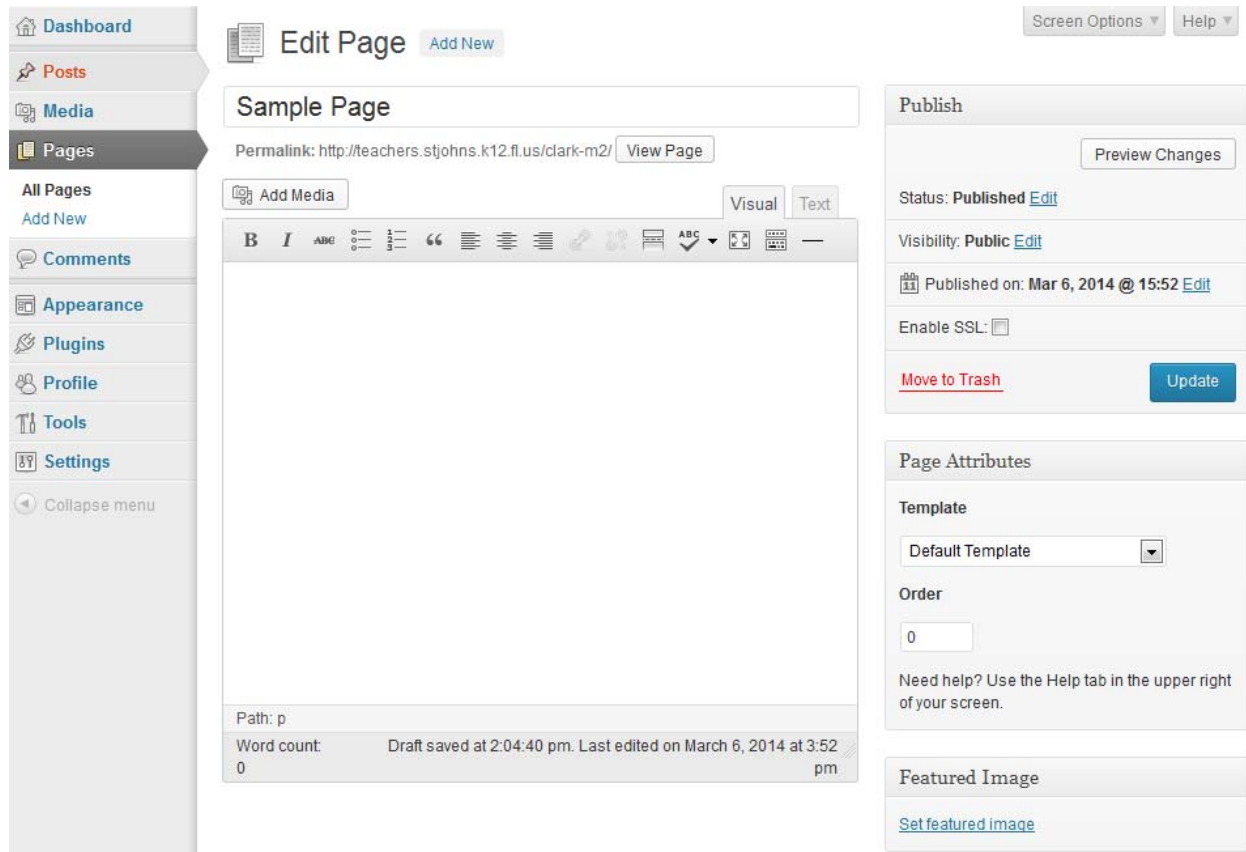 Dashboard
Posts
Media
Pages
All Pages
Add New
Comments
Appearance
Plugins
Profile
Tools
Settings
Collapse menu
Screen Options
Help
Edit Page
Add New
Sample Page
Permalink: http://teachers.stjohns.k12.fl.us/clark-m2/ View Page
Add Media
Visual
Text
B I ABC
1
2
3
“
ABC
Path: p
Word count:
0
Draft saved at 2:04:40 pm. Last edited on March 6, 2014 at 3:52
pm
Publish
Preview Changes
Status: Published Edit
Visibility: Public Edit
11
Published on: Mar 6, 2014 @ 15:52 Edit
Enable SSL:
Move to Trash
Update
Page Attributes
Template
Default Template
Order
0
Need help? Use the Help tab in the upper right
of your screen.
Featured Image
Set featured image